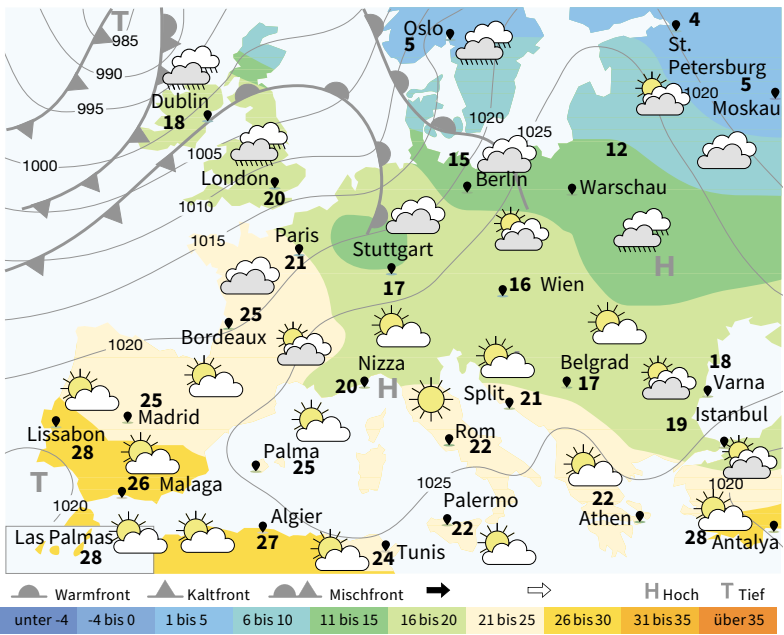 T
985
990
995
1000
1005
1010
1015
1020
Oslo
5
4
St.
Petersburg
5
1020
Moskau
Dublin
18
1020
1025
London
20
15
Berlin
12
Warschau
Paris
21
Stuttgart
17
16 Wien
H
25
Bordeaux
Nizza
20
H
Split
21
Belgrad
17
18
Varna
19
Istanbul
25
Madrid
Lissabon
28
Rom
22
Palma
25
T
1020
26 Malaga
1025
Palermo
22
22
Athen
1020
28 Antalya
Las Palmas
28
Algier
27
24 Tunis
Warmfront Kaltfront Mischfront H Hoch T Tief
unter -4 -4 bis 0 1 bis 5 6 bis 10 11 bis 15 16 bis 20 21 bis 25 26 bis 30 31 bis 35 über 35